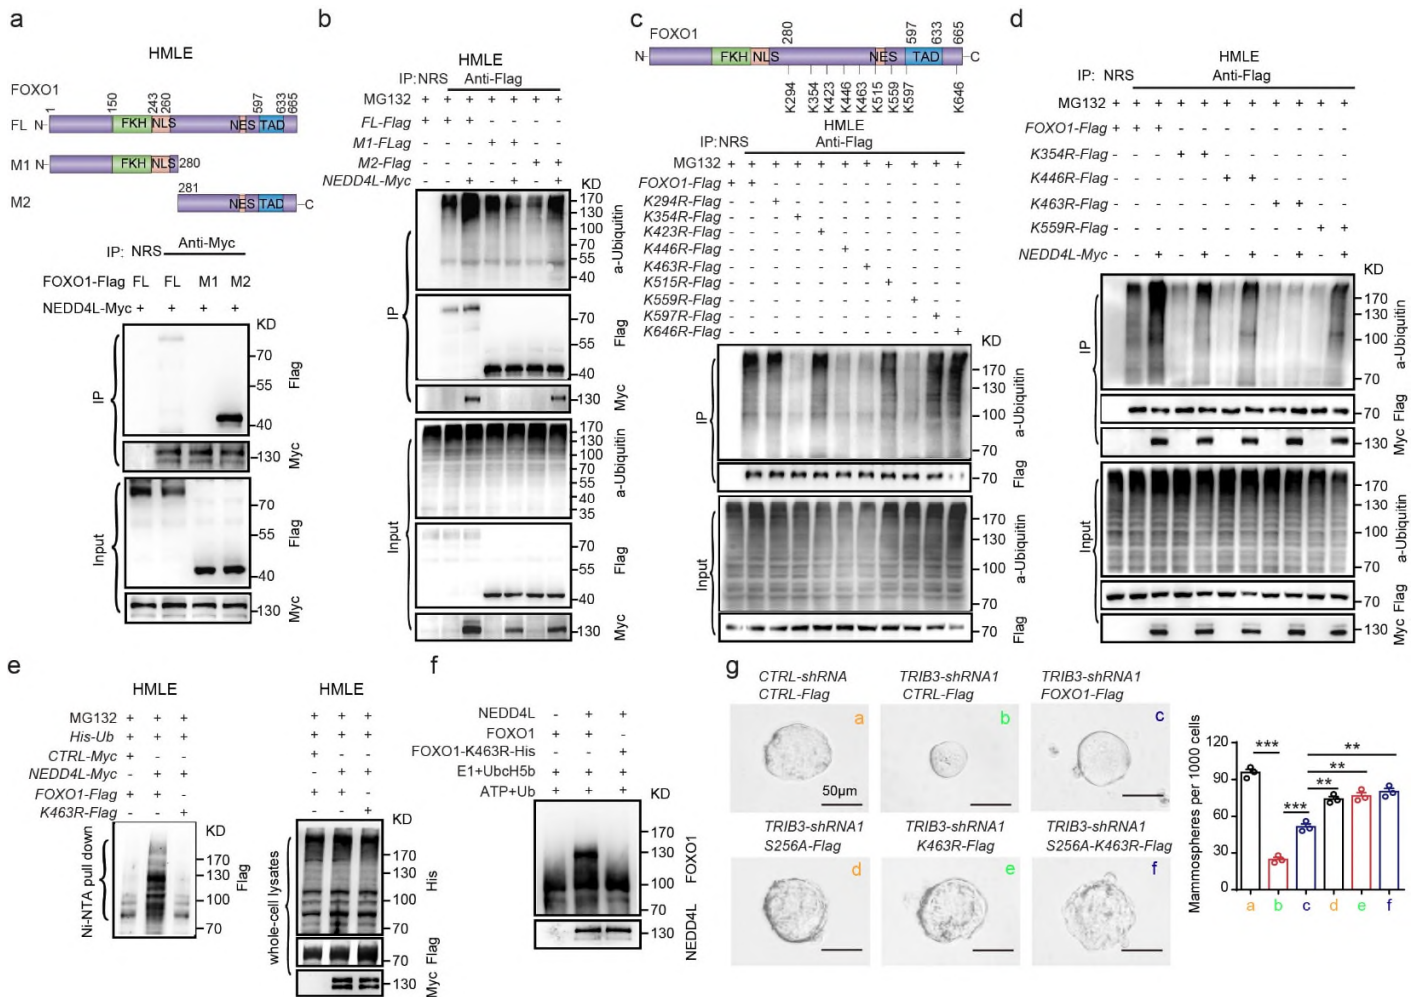 a
HMLE
FOXO1
1 150 243 260 597 633 665
FL N FKH NLS NES TAD C
M1 N FKH NLS 280
281
M2 NES TAD C
IP: NRS Anti-Myc
FOXO1-Flag FL FL M1 M2
NEDD4L-Myc + + + +
KD
IP
70
55
40
Flag
130
Myc
Input
70
55
40
Flag
130
Myc
b
HMLE
IP: NRS Anti-Flag
MG132 + + + + + + +
FL-Flag + + + - - - -
M1-FLag - - - + + - -
M2-Flag - - - - - + +
NEDD4L-Myc - - + - + - +
KD
IP
170
130
100
70
55
40
a-Ubiquitin
70
55
40
Flag
130
Myc
Input
170
130
100
70
55
40
35
a-Ubiquitin
70
55
40
Flag
130
Myc
c
FOXO1
280 597 633 665
N FKH NLS NES TAD C
K294 K354 K423 K446 K463 K515 K559 K597 K646
HMLE
IP: NRS Anti-Flag
MG132 + + + + + + + + + + +
FOXO1-Flag + + - - - - - - - - -
K294R-Flag - - + - - - - - - - -
K354R-Flag - - - + - - - - - - -
K423R-Flag - - - - + - - - - - -
K446R-Flag - - - - - + - - - - -
K463R-Flag - - - - - - + - - - -
K515R-Flag - - - - - - - + - - -
K559R-Flag - - - - - - - - + - -
K597R-Flag - - - - - - - - - + -
K646R-Flag - - - - - - - - - - +
KD
IP
170
130
100
70
a-Ubiquitin
70
Flag
Input
170
130
100
70
a-Ubiquitin
70
Flag
d
HMLE
IP: NRS Anti-Flag
MG132 + + + + + + + + + + +
FOXO1-Flag + + + - - - - - - - -
K354R-Flag - - - + + - - - - - -
K446R-Flag - - - - - + + - - - -
K463R-Flag - - - - - - - + + - -
K559R-Flag - - - - - - - - - + +
NEDD4L-Myc - - + - + - + - + - +
KD
IP
170
130
100
70
a-Ubiquitin
70
Flag
130
Myc
Input
170
130
100
70
a-Ubiquitin
70
Flag
130
Myc
e
HMLE
MG132 + + +
His-Ub + + +
CTRL-Myc + - -
NEDD4L-Myc - + +
FOXO1-Flag + + -
K463R-Flag - - +
KD
Ni-NTA pull down
170
130
100
70
Flag
HMLE
+ + +
+ + +
+ - -
- + +
+ + -
- - +
KD
whole-cell lysates
170
130
100
70
His
70
Flag
130
Myc
f
NEDD4L - + +
FOXO1 + + -
FOXO1-K463R-His - - +
E1+UbcH5b + + +
ATP+Ub + + +
KD
170
130
100
70
FOXO1
130
NEDD4L
g
CTRL-shRNA
CTRL-Flag
a
50μm
TRIB3-shRNA1
CTRL-Flag
b
TRIB3-shRNA1
FOXO1-Flag
c
TRIB3-shRNA1
S256A-Flag
d
TRIB3-shRNA1
K463R-Flag
e
TRIB3-shRNA1
S256A-K463R-Flag
f
Mammospheres per 1000 cells
120
90
60
30
0
*** *** ** ** **
a b c d e f